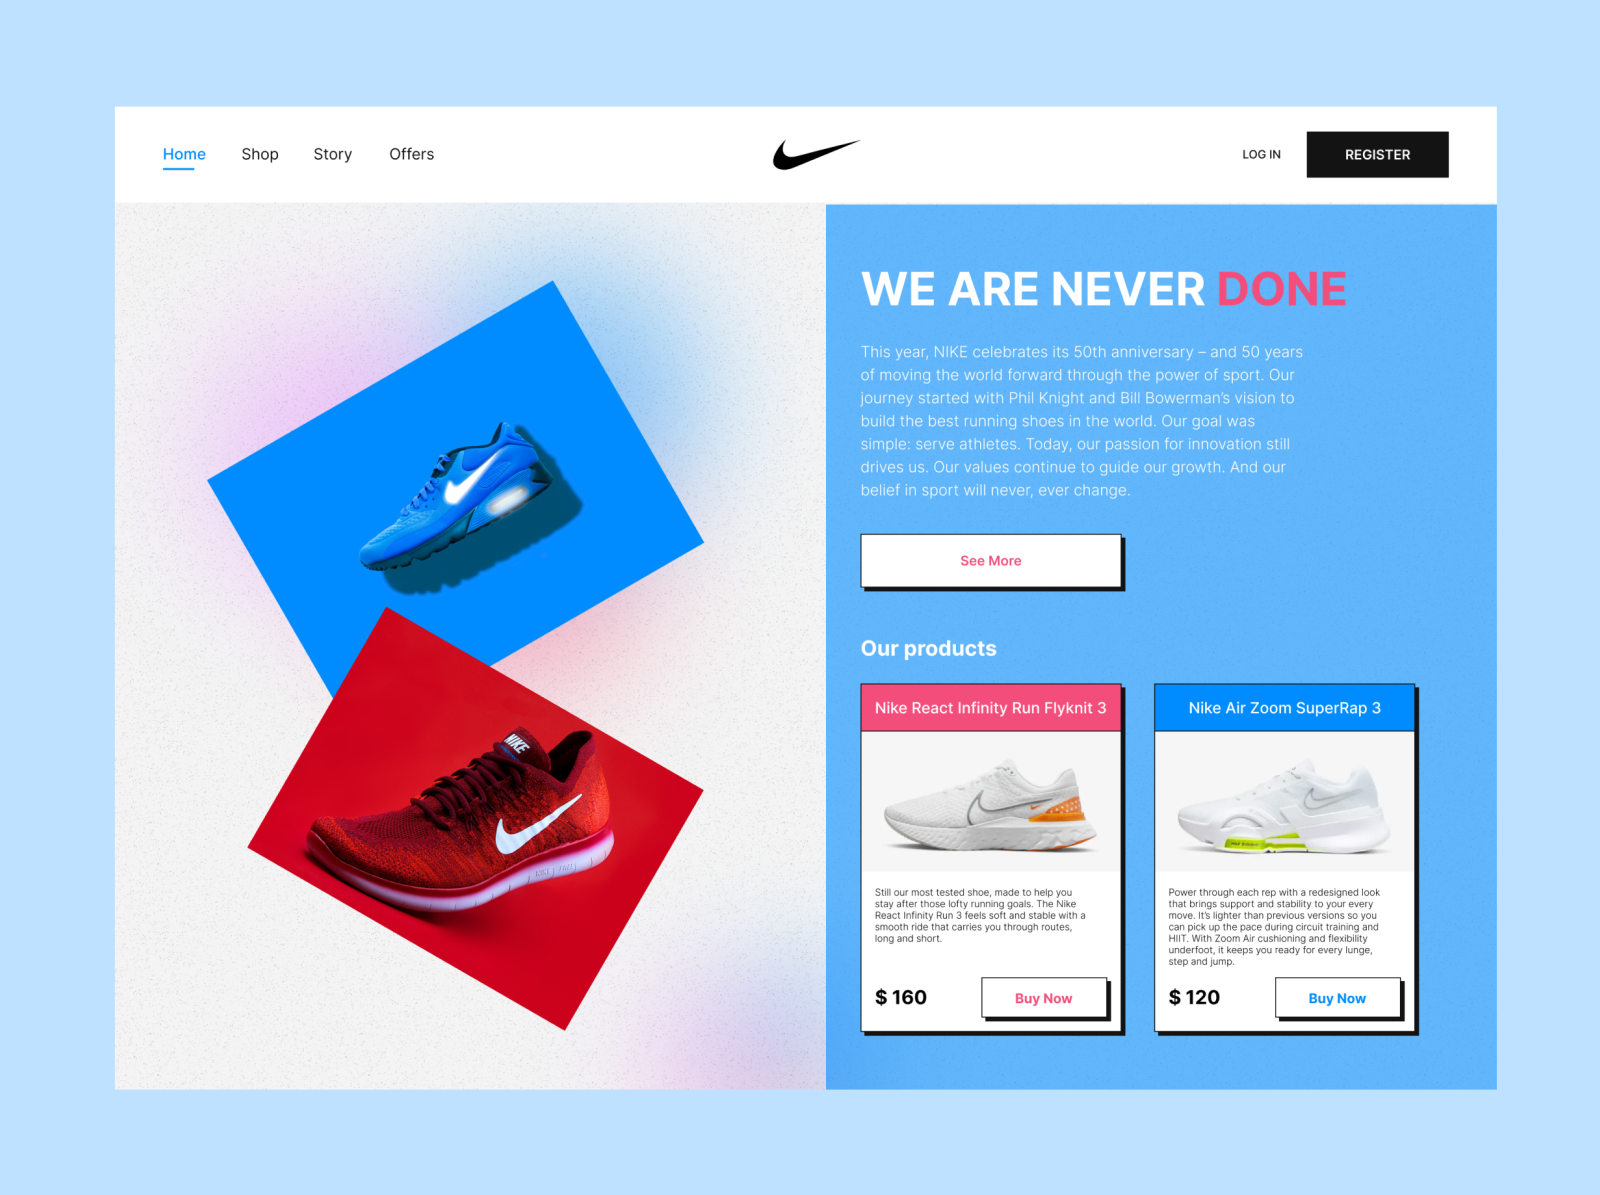 Home Shop Story Offers LOG IN REGISTER
WE ARE NEVER DONE
This year, NIKE celebrates its 50th anniversary – and 50 years
of moving the world forward through the power of sport. Our
journey started with Phil Knight and Bill Bowerman's vision to
build the best running shoes in the world. Our goal was
simple: serve athletes. Today, our passion for innovation still
drives us. Our values continue to guide our growth. And our
belief in sport will never, ever change.
See More
NIKE
Our products
Nike React Infinity Run Flyknit 3
Still our most tested shoe, made to help you
stay after those lofty running goals. The Nike
React Infinity Run 3 feels soft and stable with a
smooth ride that carries you through routes,
long and short.
$ 160
Buy Now
Nike Air Zoom SuperRap 3
Power through each rep with a redesigned look
that brings support and stability to your every
move. It's lighter than previous versions so you
can pick up the pace during circuit training and
HIIT. With Zoom Air cushioning and flexibility
underfoot, it keeps you ready for every lunge,
step and jump.
$ 120
Buy Now